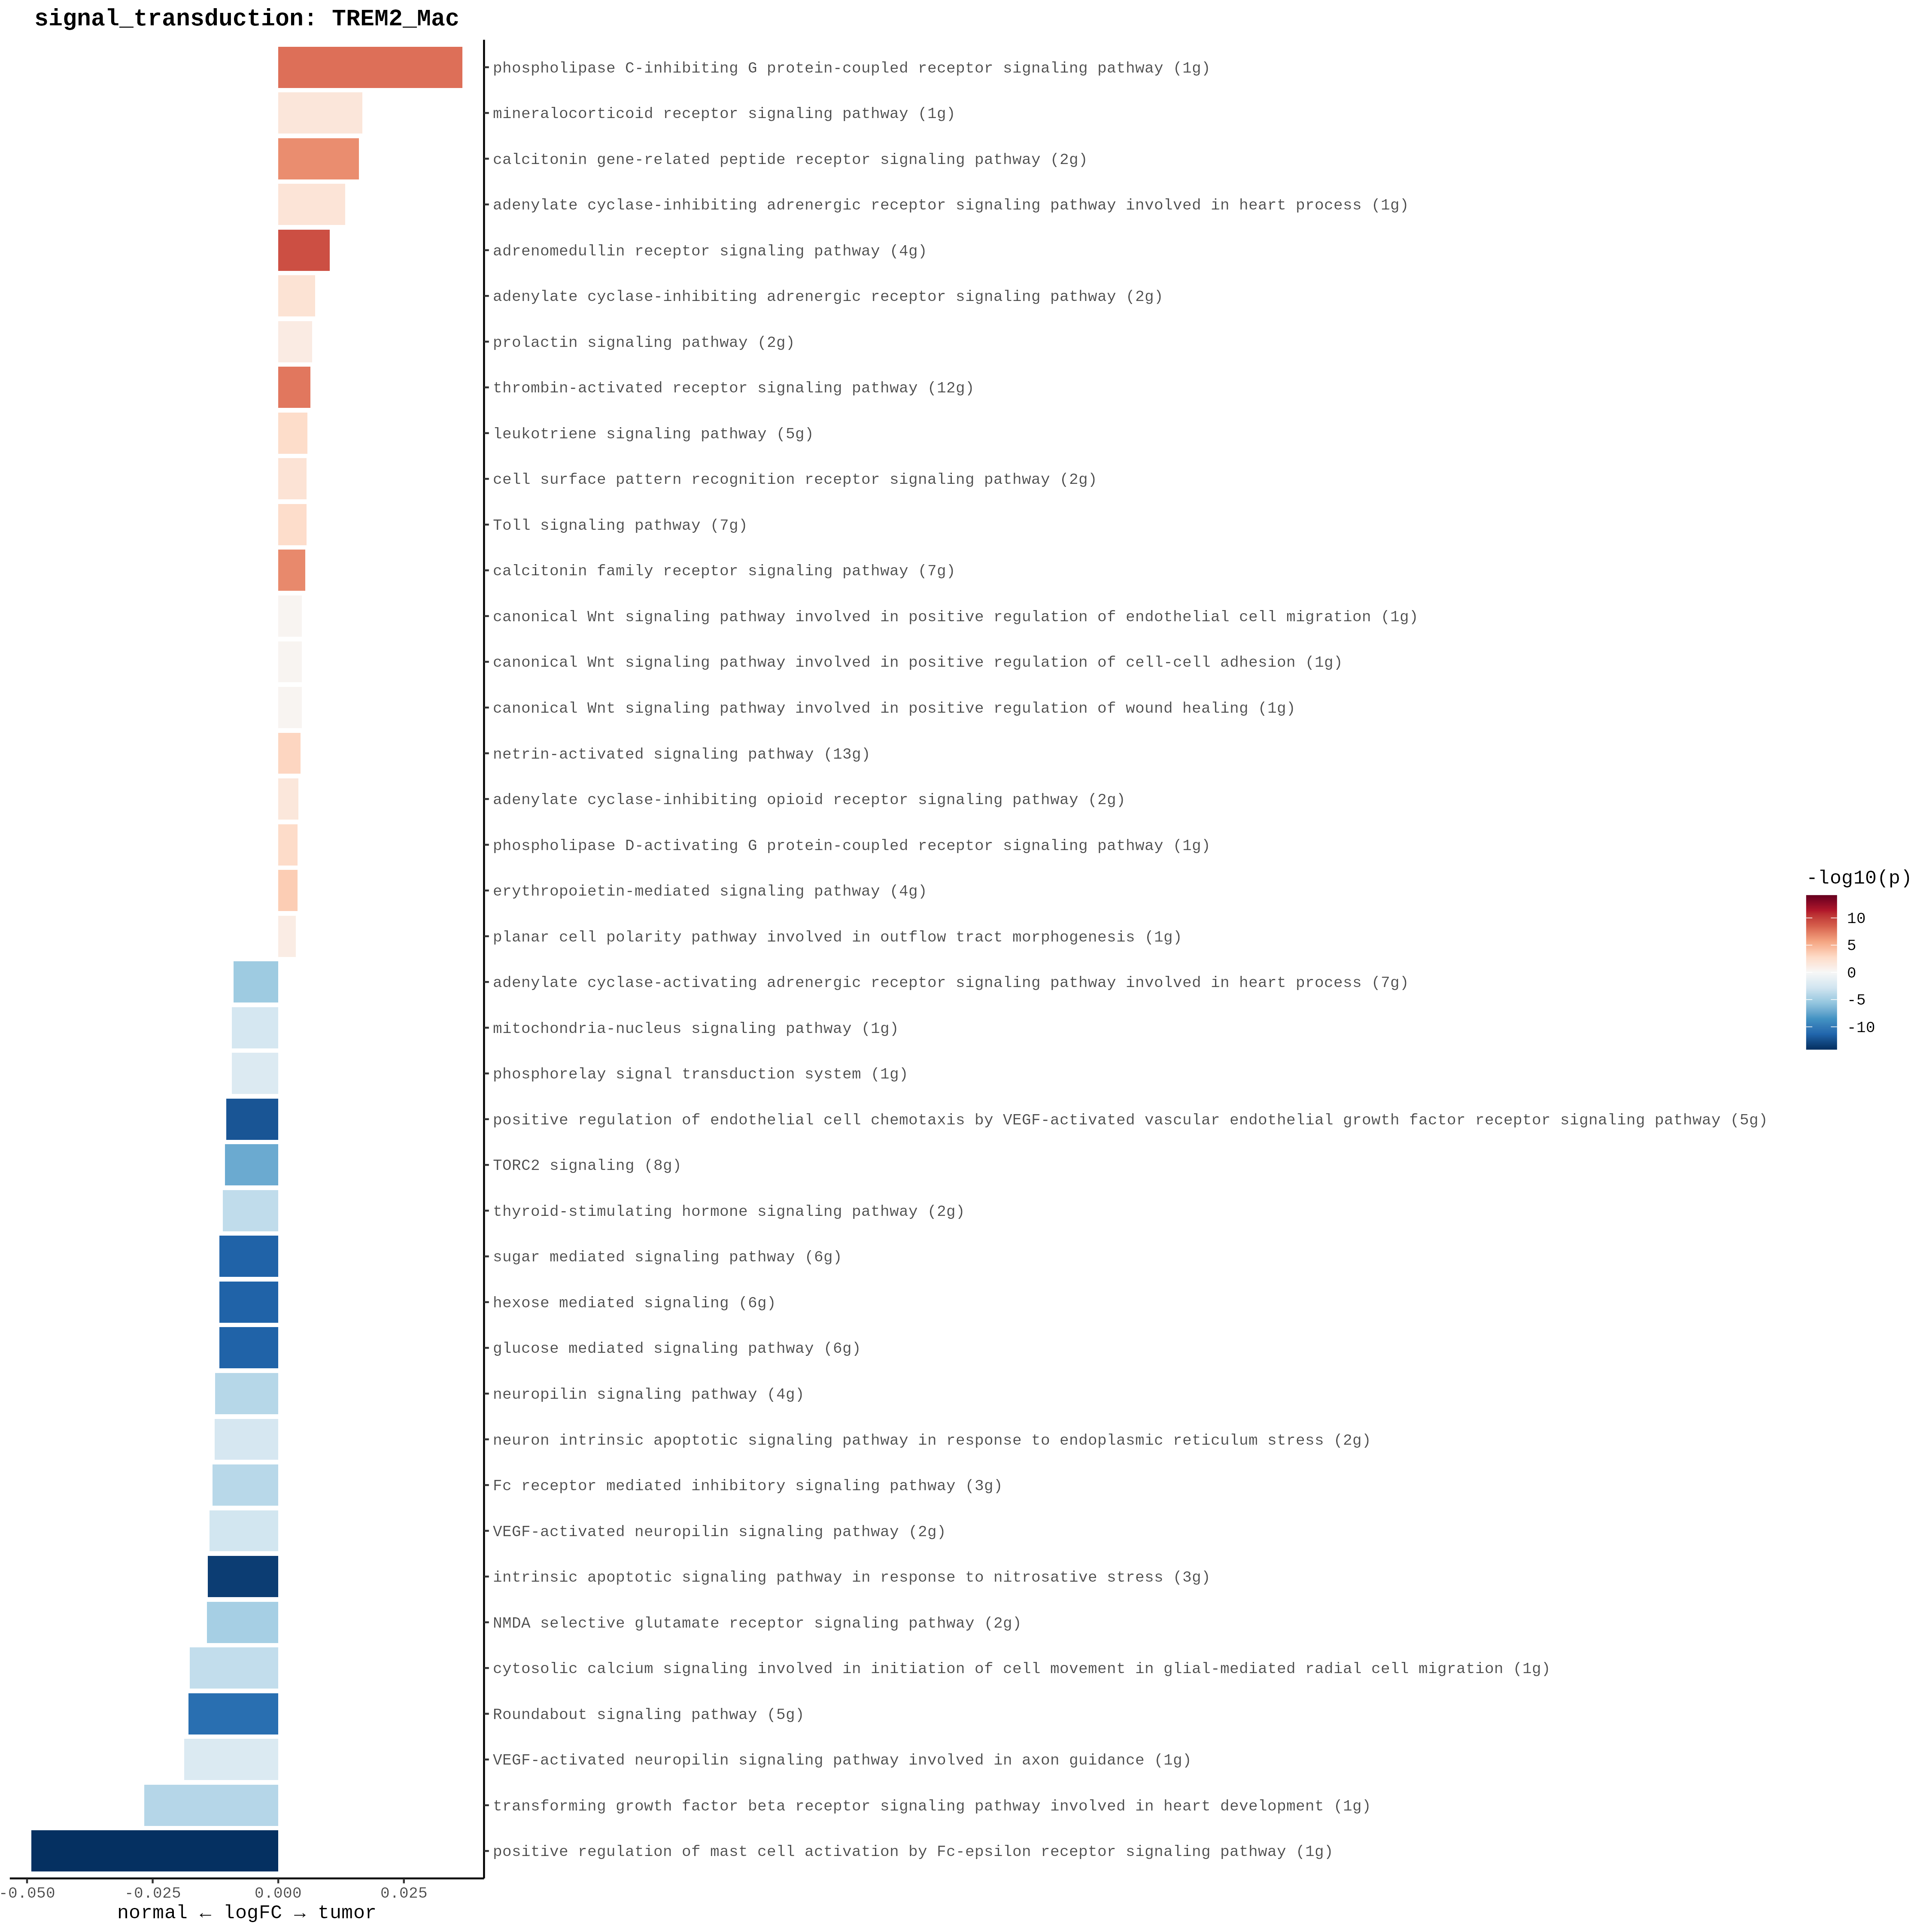 signal_transduction: TREM2_Mac
phospholipase C-inhibiting G protein-coupled receptor signaling pathway (1g)
mineralocorticoid receptor signaling pathway (1g)
calcitonin gene-related peptide receptor signaling pathway (2g)
adenylate cyclase-inhibiting adrenergic receptor signaling pathway involved in heart process (1g)
adrenomedullin receptor signaling pathway (4g)
adenylate cyclase-inhibiting adrenergic receptor signaling pathway (2g)
prolactin signaling pathway (2g)
thrombin-activated receptor signaling pathway (12g)
leukotriene signaling pathway (5g)
cell surface pattern recognition receptor signaling pathway (2g)
Toll signaling pathway (7g)
calcitonin family receptor signaling pathway (7g)
canonical Wnt signaling pathway involved in positive regulation of endothelial cell migration (1g)
canonical Wnt signaling pathway involved in positive regulation of cell-cell adhesion (1g)
canonical Wnt signaling pathway involved in positive regulation of wound healing (1g)
netrin-activated signaling pathway (13g)
adenylate cyclase-inhibiting opioid receptor signaling pathway (2g)
phospholipase D-activating G protein-coupled receptor signaling pathway (1g)
erythropoietin-mediated signaling pathway (4g)
planar cell polarity pathway involved in outflow tract morphogenesis (1g)
adenylate cyclase-activating adrenergic receptor signaling pathway involved in heart process (7g)
mitochondria-nucleus signaling pathway (1g)
phosphorelay signal transduction system (1g)
positive regulation of endothelial cell chemotaxis by VEGF-activated vascular endothelial growth factor receptor signaling pathway (5g)
TORC2 signaling (8g)
thyroid-stimulating hormone signaling pathway (2g)
sugar mediated signaling pathway (6g)
hexose mediated signaling (6g)
glucose mediated signaling pathway (6g)
neuropilin signaling pathway (4g)
neuron intrinsic apoptotic signaling pathway in response to endoplasmic reticulum stress (2g)
Fc receptor mediated inhibitory signaling pathway (3g)
VEGF-activated neuropilin signaling pathway (2g)
intrinsic apoptotic signaling pathway in response to nitrosative stress (3g)
NMDA selective glutamate receptor signaling pathway (2g)
cytosolic calcium signaling involved in initiation of cell movement in glial-mediated radial cell migration (1g)
Roundabout signaling pathway (5g)
VEGF-activated neuropilin signaling pathway involved in axon guidance (1g)
transforming growth factor beta receptor signaling pathway involved in heart development (1g)
positive regulation of mast cell activation by Fc-epsilon receptor signaling pathway (1g)
-0.050 -0.025 0.000 0.025
normal ← logFC → tumor
-log10(p)
10
5
0
-5
-10